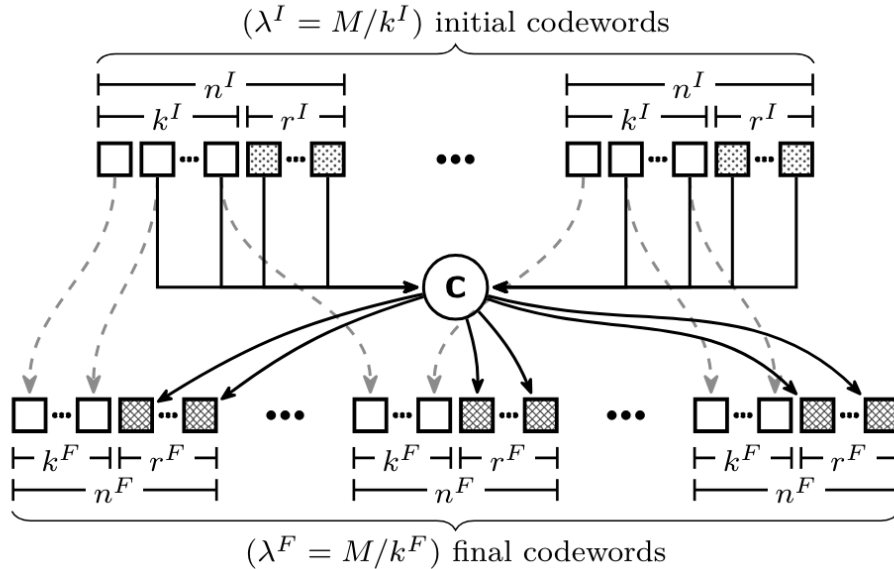 (λ^I = M/k^I) initial codewords
n^I n^I
k^I r^I k^I r^I
C
k^F r^F k^F r^F k^F r^F
n^F n^F n^F
(λ^F = M/k^F) final codewords